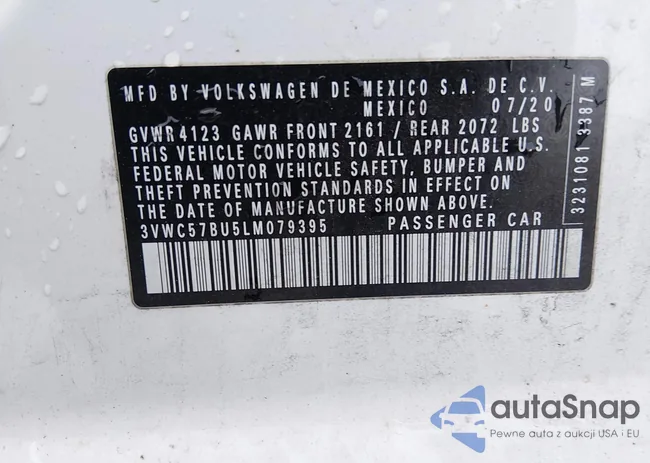 MFD BY VOLKSWAGEN DE MEXICO S.A. DE C.V.
MEXICO 07/20
GVWR 4123 GAWR FRONT 2161 / REAR 2072 LBS
THIS VEHICLE CONFORMS TO ALL APPLICABLE U.S.
FEDERAL MOTOR VEHICLE SAFETY, BUMPER AND
THEFT PREVENTION STANDARDS IN EFFECT ON
THE DATE OF MANUFACTURE SHOWN ABOVE.
3VWC57BU5LM079395 PASSENGER CAR
3231081 3387 M
autaSnap
Pewne auta z aukcji USA i EU